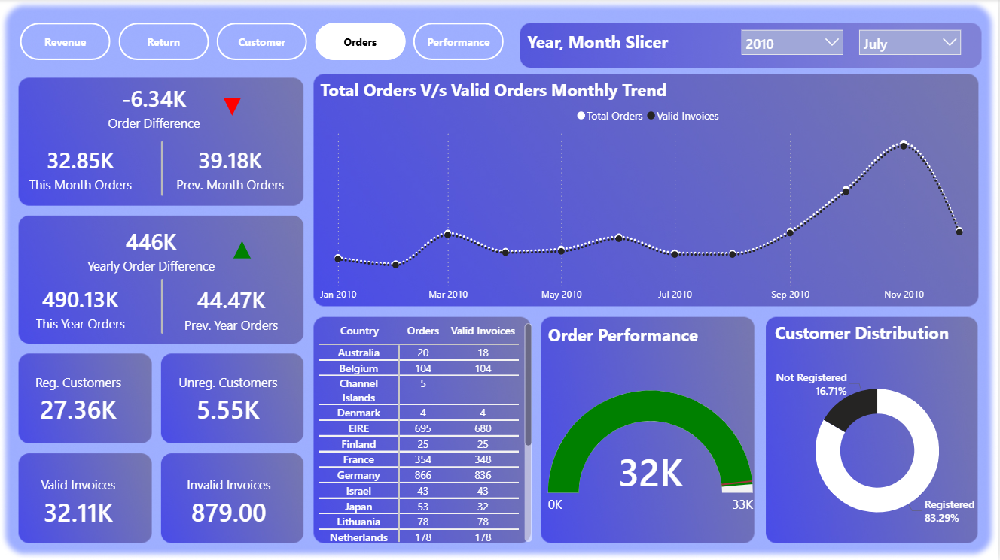 Revenue
Return
Customer
Orders
Performance
Year, Month Slicer
2010
July
-6.34K
Order Difference
32.85K
This Month Orders
39.18K
Prev. Month Orders
446K
Yearly Order Difference
490.13K
This Year Orders
44.47K
Prev. Year Orders
Reg. Customers
27.36K
Unreg. Customers
5.55K
Valid Invoices
32.11K
Invalid Invoices
879.00
Total Orders V/s Valid Orders Monthly Trend
Total Orders Valid Invoices
Jan 2010 Mar 2010 May 2010 Jul 2010 Sep 2010 Nov 2010
Country Orders Valid Invoices
Australia 20 18
Belgium 104 104
Channel 5
Islands
Denmark 4 4
EIRE 695 680
Finland 25 25
France 354 348
Germany 866 836
Israel 43 43
Japan 53 32
Lithuania 78 78
Netherlands 178 178
Order Performance
32K
0K 33K
Customer Distribution
Not Registered
16.71%
Registered
83.29%